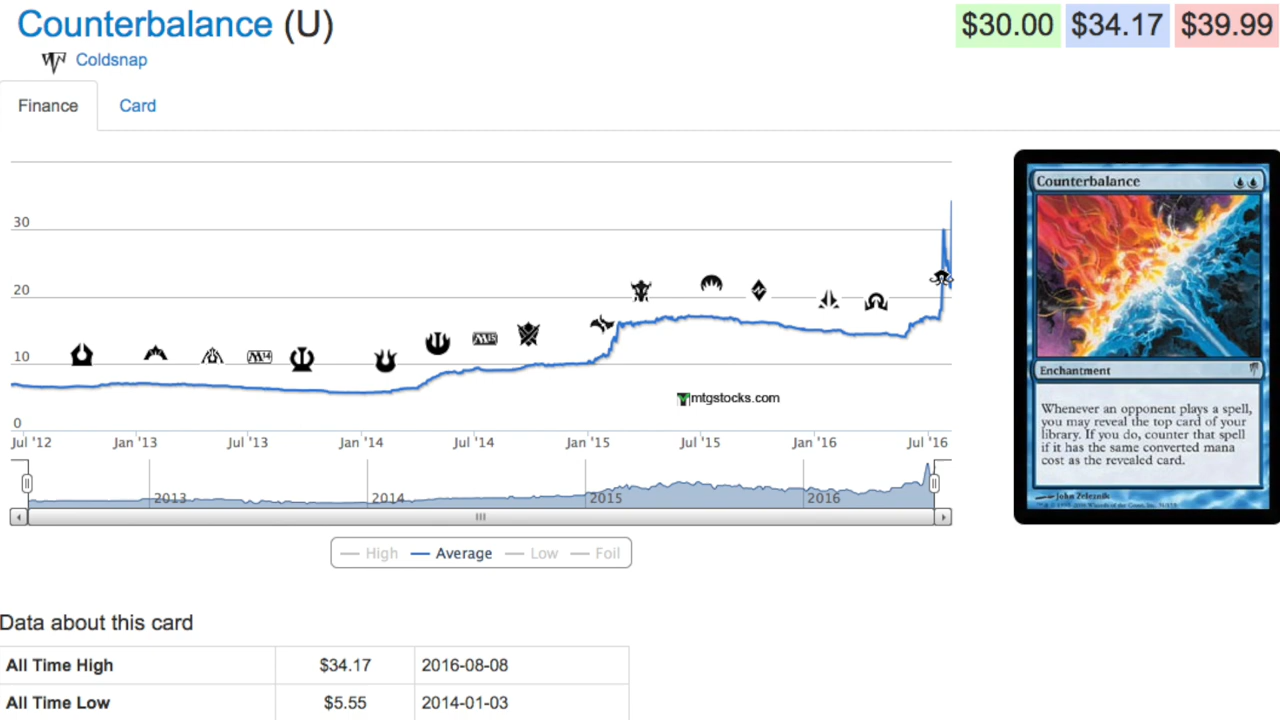 Counterbalance (U)
$30.00 $34.17 $39.99
Coldsnap
Finance Card
30
20
10
0
M14
M15
mtgstocks.com
Jul '12 Jan '13 Jul '13 Jan '14 Jul '14 Jan '15 Jul '15 Jan '16 Jul '16
2013 2014 2015 2016
High Average Low Foil
Counterbalance
Enchantment
Whenever an opponent plays a spell,
you may reveal the top card of your
library. If you do, counter that spell
if it has the same converted mana
cost as the revealed card.
John Zeleznik
Data about this card
All Time High $34.17 2016-08-08
All Time Low $5.55 2014-01-03